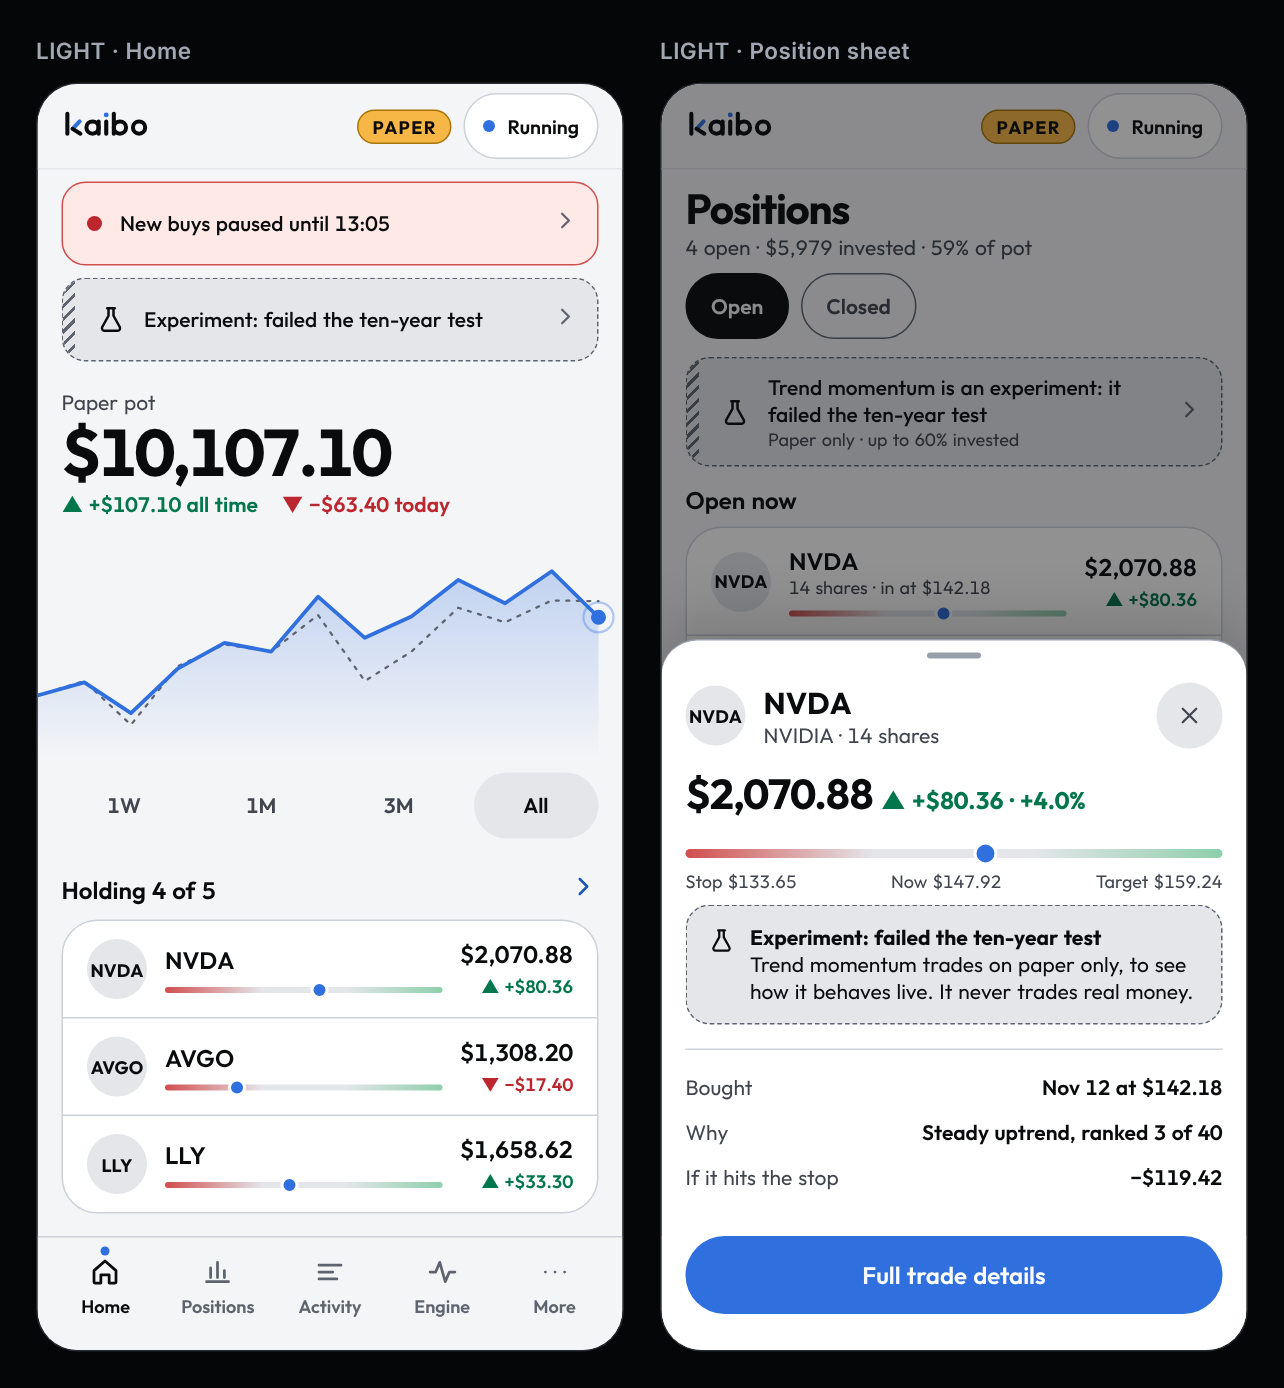 LIGHT · Home
kaibo
PAPER
Running
New buys paused until 13:05
Experiment: failed the ten-year test
Paper pot
$10,107.10
▲ +$107.10 all time ▼ −$63.40 today
1W 1M 3M All
Holding 4 of 5
NVDA NVDA $2,070.88
▲ +$80.36
AVGO AVGO $1,308.20
▼ −$17.40
LLY LLY $1,658.62
▲ +$33.30
Home Positions Activity Engine More
LIGHT · Position sheet
kaibo
PAPER
Running
Positions
4 open · $5,979 invested · 59% of pot
Open Closed
Trend momentum is an experiment: it
failed the ten-year test
Paper only · up to 60% invested
Open now
NVDA NVDA $2,070.88
14 shares · in at $142.18 ▲ +$80.36
NVDA NVDA
NVIDIA · 14 shares
$2,070.88 ▲ +$80.36 · +4.0%
Stop $133.65 Now $147.92 Target $159.24
Experiment: failed the ten-year test
Trend momentum trades on paper only, to see
how it behaves live. It never trades real money.
Bought Nov 12 at $142.18
Why Steady uptrend, ranked 3 of 40
If it hits the stop −$119.42
Full trade details